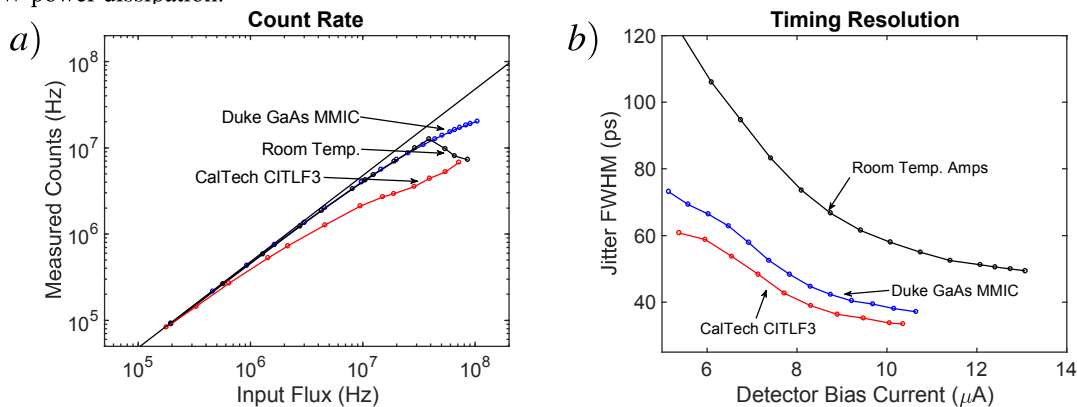 w power dissipation.
Count Rate
a)
Measured Counts (Hz)
10^8
10^7
10^6
10^5
Duke GaAs MMIC
Room Temp.
CalTech CITLF3
10^5 10^6 10^7 10^8
Input Flux (Hz)
Timing Resolution
b)
Jitter FWHM (ps)
120
100
80
60
40
Room Temp. Amps
Duke GaAs MMIC
CalTech CITLF3
6 8 10 12 14
Detector Bias Current (μA)